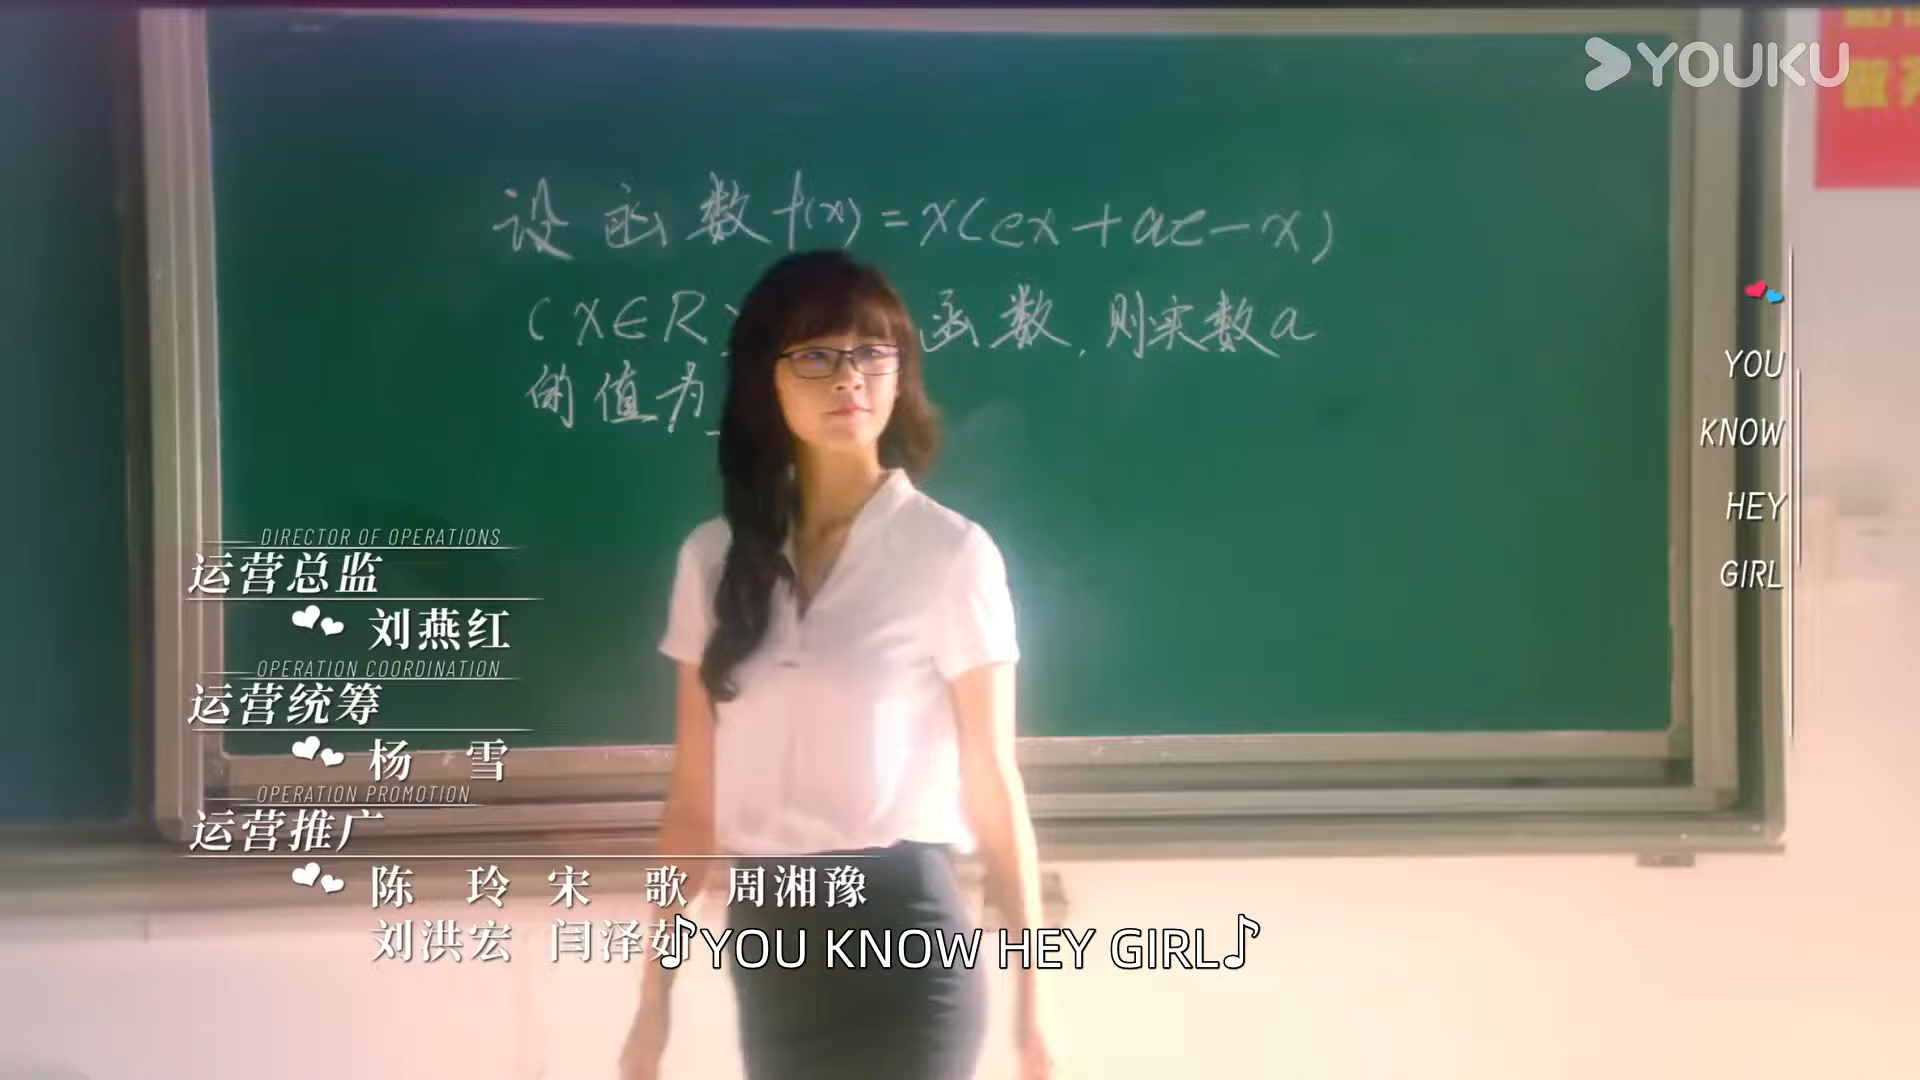 YOUKU
设函数f(x)=x(ex+ae-x)
(x∈R) 函数,则实数a
的值为
YOU
KNOW
HEY
GIRL
DIRECTOR OF OPERATIONS
运营总监
刘燕红
OPERATION COORDINATION
运营统筹
杨 雪
OPERATION PROMOTION
运营推广
陈 玲 宋 歌 周湘豫
刘洪宏 闫泽茹
♪YOU KNOW HEY GIRL♪